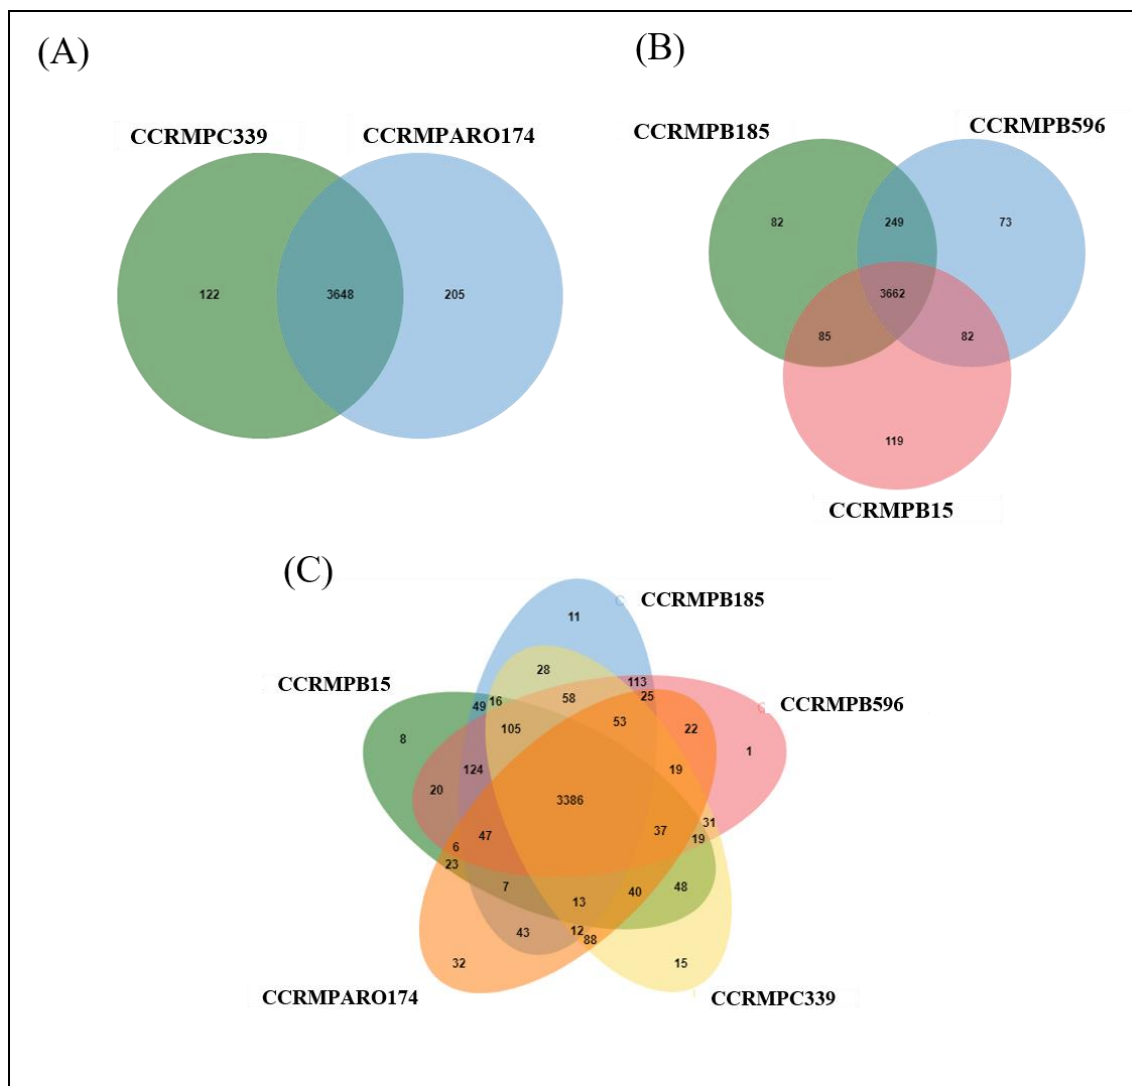 (A)
(B)
CCRMPC339 CCRMPARO174
CCRMPB185 CCRMPB596
122 3648 205
82 249 73
3662
85 82
119
CCRMPB15
(C)
CCRMPB185
11
CCRMPB15
28 113
CCRMPB596
49 16 58 25
8 105 53 22 1
124 19
20 3386
47 37 31
6 19
23
7 40 48
13
43 12 88
32 15
CCRMPARO174 CCRMPC339